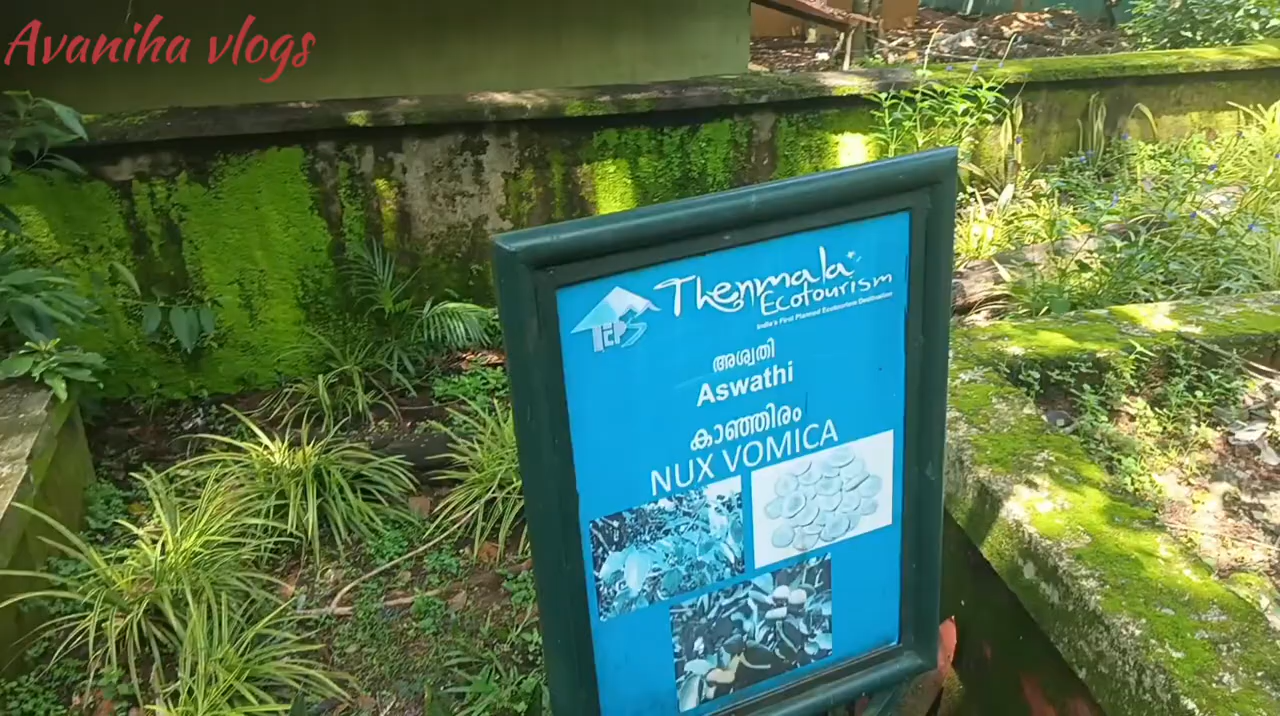 Avaniha vlogs
Thenmala
Ecotourism
India's First Planned Ecotourism Destination
TEPS
അശ്വതി
Aswathi
കാഞ്ഞിരം
NUX VOMICA